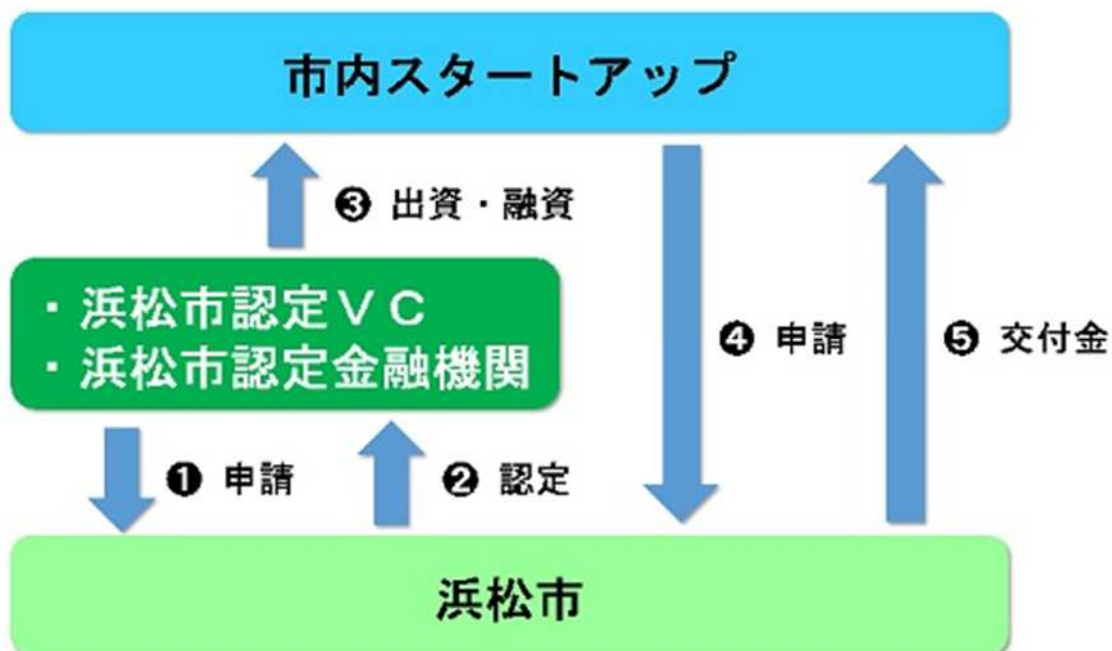 市内スタートアップ
❸ 出資・融資
・浜松市認定ＶＣ
・浜松市認定金融機関
❹ 申請
❺ 交付金
❶ 申請
❷ 認定
浜松市